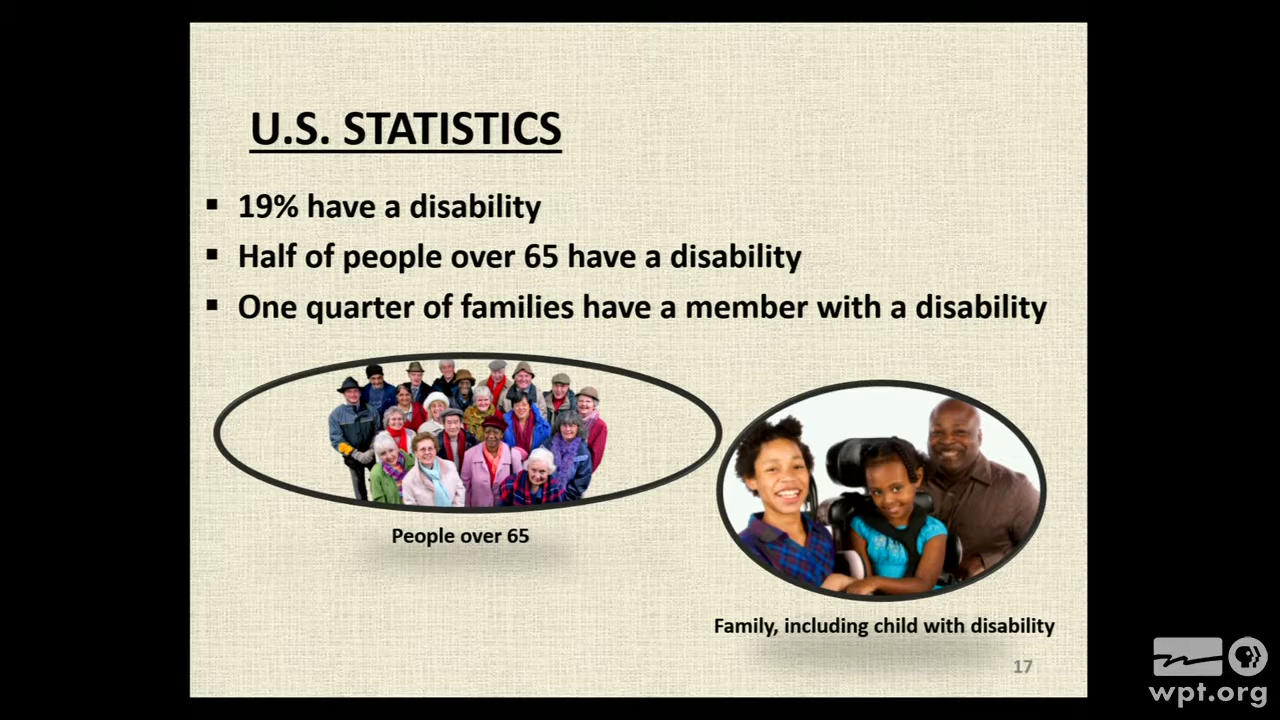 U.S. STATISTICS
▪ 19% have a disability
▪ Half of people over 65 have a disability
▪ One quarter of families have a member with a disability
People over 65
Family, including child with disability
17
wpt.org